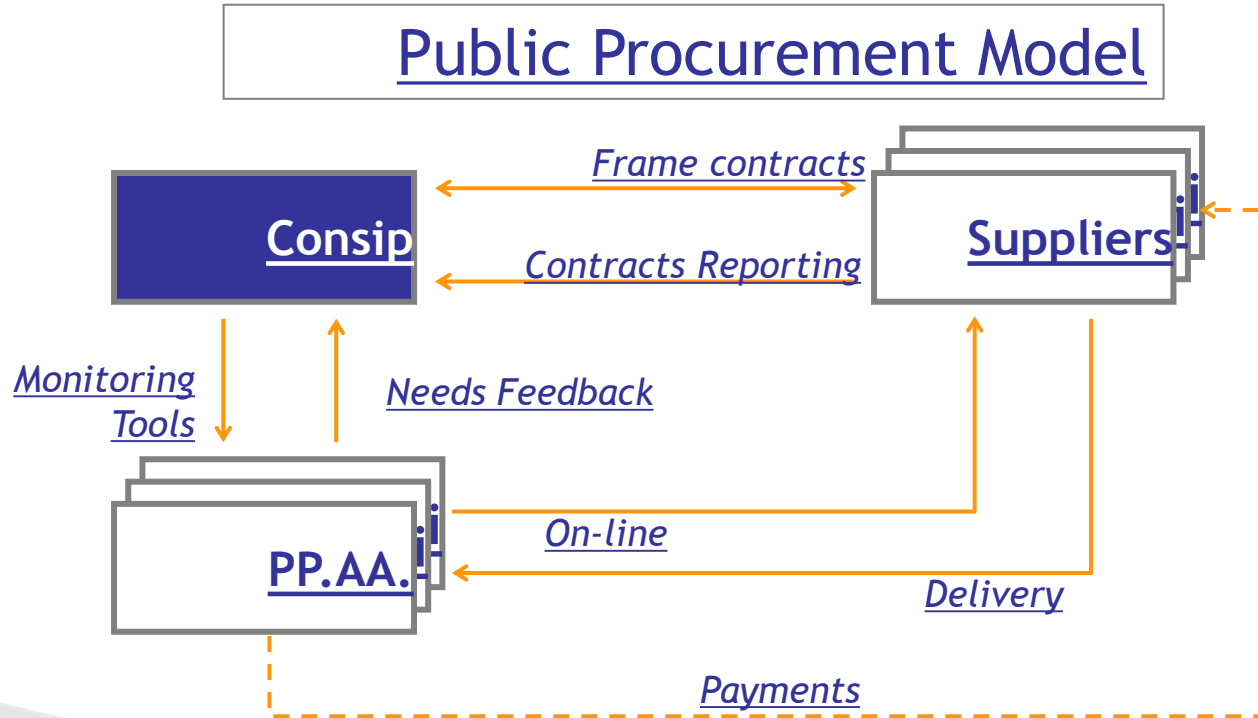 Public Procurement Model
Frame contracts
Consip
Suppliers
Contracts Reporting
Monitoring
Tools
Needs Feedback
On-line
PP.AA.
Delivery
Payments